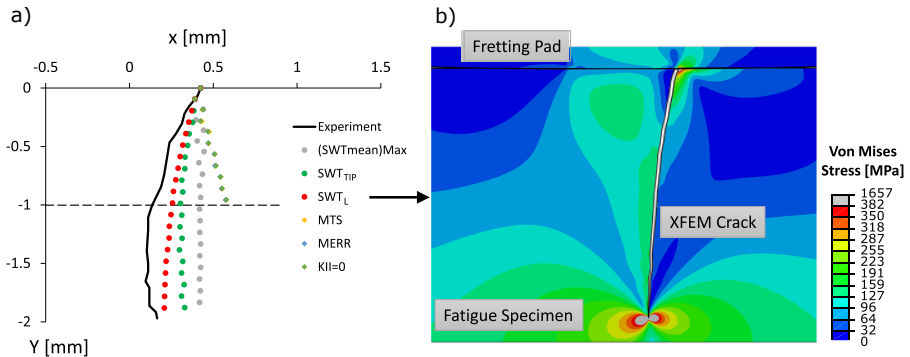 a)
x [mm]
-0.5
0
0.5
1
1.5
0
-0.5
-1
-1.5
-2
Y [mm]
Experiment
(SWTmean)Max
SWT_TIP
SWT_L
MTS
MERR
KII=0
b)
Fretting Pad
XFEM Crack
Fatigue Specimen
Von Mises
Stress [MPa]
1657
382
350
318
287
255
223
191
159
127
96
64
32
0